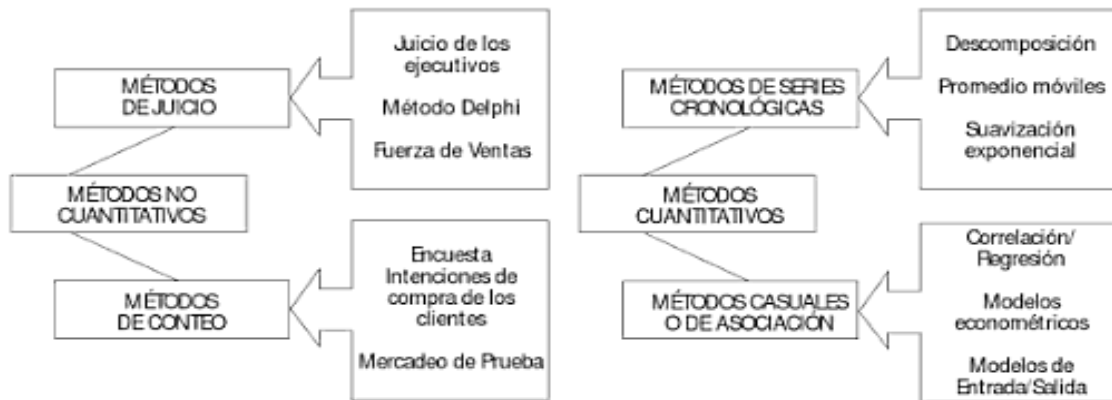 MÉTODOS
DE JUICIO
Juicio de los
ejecutivos
Método Delphi
Fuerza de Ventas
MÉTODOS NO
CUANTITATIVOS
MÉTODOS
DE CONTEO
Encuesta
Intenciones de
compra de los
clientes
Mercadeo de Prueba
MÉTODOS DE SERIES
CRONOLÓGICAS
Descomposición
Promedio móviles
Suavización
exponencial
MÉTODOS
CUANTITATIVOS
MÉTODOS CASUALES
O DE ASOCIACIÓN
Correlación/
Regresión
Modelos
econométricos
Modelos de
Entrada/Salida